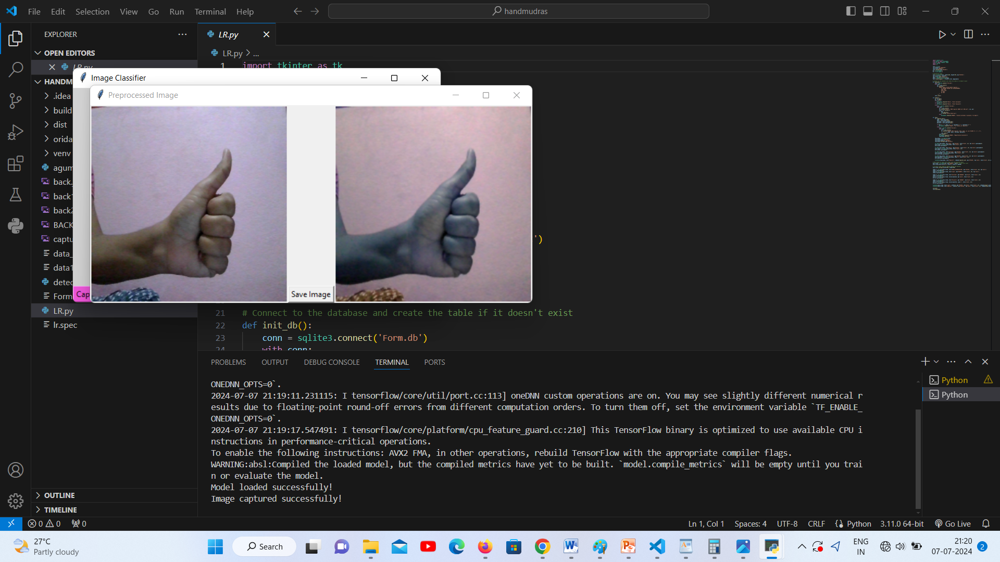 File Edit Selection View Go Run Terminal Help
handmudras
EXPLORER
LR.py
OPEN EDITORS
LR.py
LR.py > ...
1 import tkinter as tk
HANDM
Image Classifier
Preprocessed Image
.idea
build
dist
orida
venv
agum
back.
back1
back2
BACK
captu
data_
data1
detec
Form
LR.py
lr.spec
Cap
Save Image
')
21 # Connect to the database and create the table if it doesn't exist
22 def init_db():
23 conn = sqlite3.connect('Form.db')
24 with conn:
PROBLEMS OUTPUT DEBUG CONSOLE TERMINAL PORTS
Python
Python
ONEDNN_OPTS=0`.
2024-07-07 21:19:11.231115: I tensorflow/core/util/port.cc:113] oneDNN custom operations are on. You may see slightly different numerical r
esults due to floating-point round-off errors from different computation orders. To turn them off, set the environment variable `TF_ENABLE_
ONEDNN_OPTS=0`.
2024-07-07 21:19:17.547491: I tensorflow/core/platform/cpu_feature_guard.cc:210] This TensorFlow binary is optimized to use available CPU i
nstructions in performance-critical operations.
To enable the following instructions: AVX2 FMA, in other operations, rebuild TensorFlow with the appropriate compiler flags.
WARNING:absl:Compiled the loaded model, but the compiled metrics have yet to be built. `model.compile_metrics` will be empty until you trai
n or evaluate the model.
Model loaded successfully!
Image captured successfully!
OUTLINE
TIMELINE
0 0 0
Ln 1, Col 1 Spaces: 4 UTF-8 CRLF Python 3.11.0 64-bit Go Live
27°C
Partly cloudy
Search
ENG
IN
21:20
07-07-2024
2